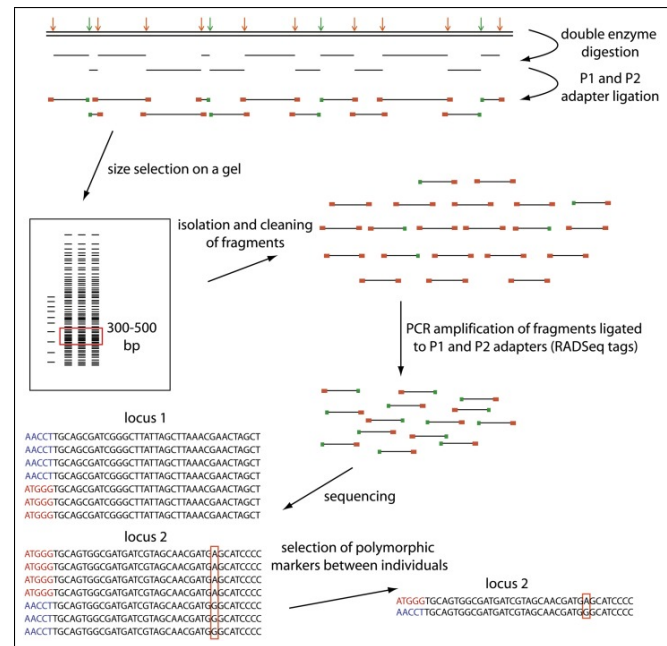 double enzyme
digestion
P1 and P2
adapter ligation
size selection on a gel
isolation and cleaning
of fragments
300-500
bp
PCR amplification of fragments ligated
to P1 and P2 adapters (RADSeq tags)
locus 1
AACCTTGCAGCGATCGGGCTTATTAGCTTAAACGAACTAGCT
AACCTTGCAGCGATCGGGCTTATTAGCTTAAACGAACTAGCT
AACCTTGCAGCGATCGGGCTTATTAGCTTAAACGAACTAGCT
AACCTTGCAGCGATCGGGCTTATTAGCTTAAACGAACTAGCT
ATGGGTGCAGCGATCGGGCTTATTAGCTTAAACGAACTAGCT
ATGGGTGCAGCGATCGGGCTTATTAGCTTAAACGAACTAGCT
ATGGGTGCAGCGATCGGGCTTATTAGCTTAAACGAACTAGCT
sequencing
locus 2
ATGGGTGCAGTGGCGATGATCGTAGCAACGATGAGCATCCCC
ATGGGTGCAGTGGCGATGATCGTAGCAACGATGAGCATCCCC
ATGGGTGCAGTGGCGATGATCGTAGCAACGATGAGCATCCCC
ATGGGTGCAGTGGCGATGATCGTAGCAACGATGAGCATCCCC
AACCTTGCAGTGGCGATGATCGTAGCAACGATGGGCATCCCC
AACCTTGCAGTGGCGATGATCGTAGCAACGATGGGCATCCCC
AACCTTGCAGTGGCGATGATCGTAGCAACGATGGGCATCCCC
selection of polymorphic
markers between individuals
locus 2
ATGGGTGCAGTGGCGATGATCGTAGCAACGATGAGCATCCCC
AACCTTGCAGTGGCGATGATCGTAGCAACGATGGGCATCCCC